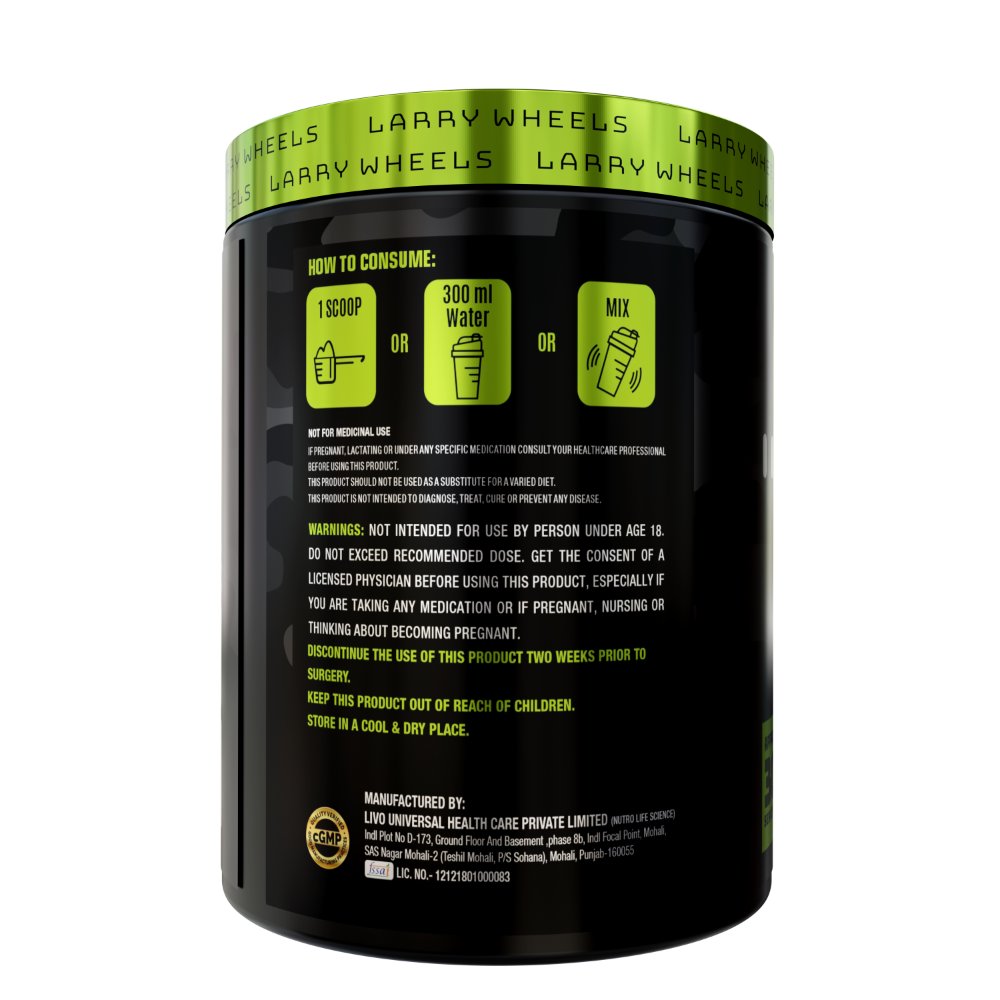 LARRY WHEELS LARRY WHEELS LARRY WHEELS
WHEELS LARRY WHEELS LARRY WHEELS
HOW TO CONSUME:
1 SCOOP
OR
300 ml
Water
OR
MIX
NOT FOR MEDICINAL USE
IF PREGNANT, LACTATING OR UNDER ANY SPECIFIC MEDICATION CONSULT YOUR HEALTHCARE PROFESSIONAL
BEFORE USING THIS PRODUCT.
THIS PRODUCT SHOULD NOT BE USED AS A SUBSTITUTE FOR A VARIED DIET.
THIS PRODUCT IS NOT INTENDED TO DIAGNOSE, TREAT, CURE OR PREVENT ANY DISEASE.
WARNINGS: NOT INTENDED FOR USE BY PERSON UNDER AGE 18.
DO NOT EXCEED RECOMMENDED DOSE. GET THE CONSENT OF A
LICENSED PHYSICIAN BEFORE USING THIS PRODUCT, ESPECIALLY IF
YOU ARE TAKING ANY MEDICATION OR IF PREGNANT, NURSING OR
THINKING ABOUT BECOMING PREGNANT.
DISCONTINUE THE USE OF THIS PRODUCT TWO WEEKS PRIOR TO
SURGERY.
KEEP THIS PRODUCT OUT OF REACH OF CHILDREN.
STORE IN A COOL & DRY PLACE.
QUALITY VERIFIED
CGMP
MANUFACTURED BY:
LIVO UNIVERSAL HEALTH CARE PRIVATE LIMITED (NUTRO LIFE SCIENCE)
Indl Plot No D-173, Ground Floor And Basement ,phase 8b, Indl Focal Point, Mohali,
SAS Nagar Mohali-2 (Teshil Mohali, P/S Sohana), Mohali, Punjab-160055
fssai LIC. NO.- 12121801000083